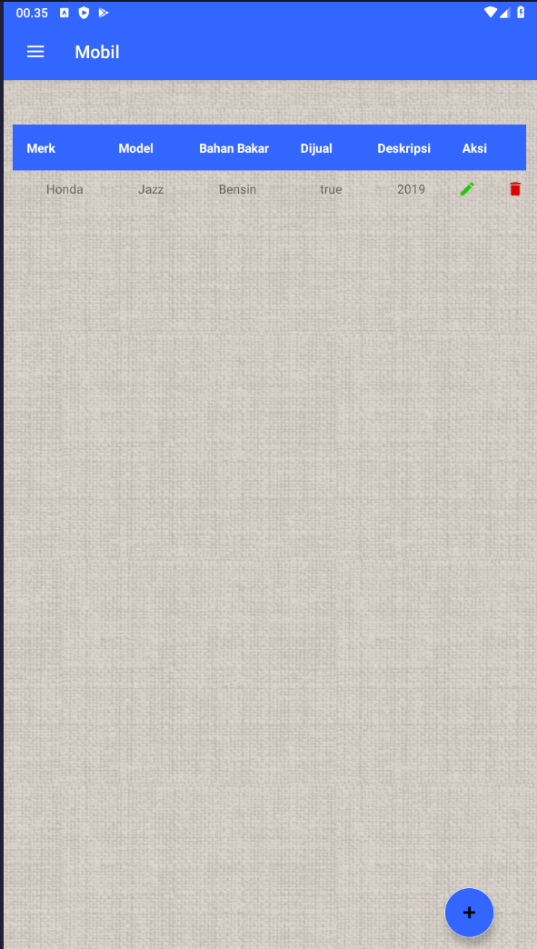 00.35
Mobil
Merk Model Bahan Bakar Dijual Deskripsi Aksi
Honda Jazz Bensin true 2019
+